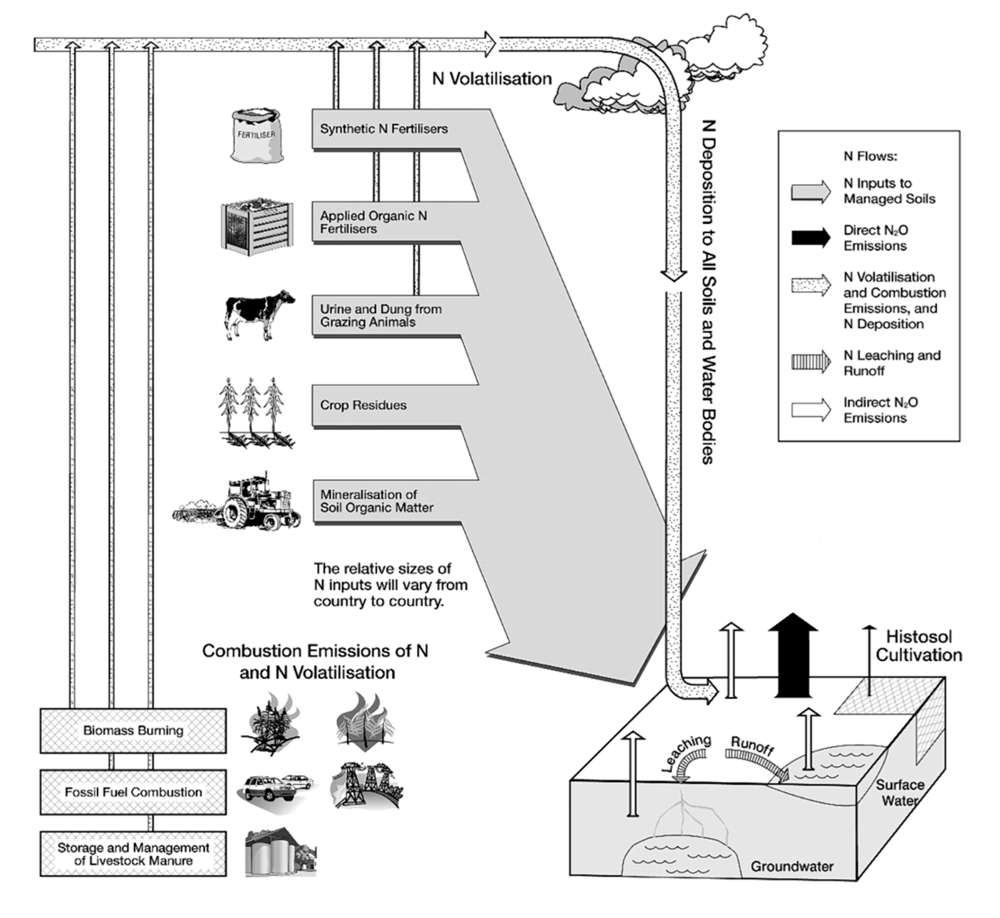 N Volatilisation
FERTILISER
Synthetic N Fertilisers
Applied Organic N
Fertilisers
Urine and Dung from
Grazing Animals
Crop Residues
Mineralisation of
Soil Organic Matter
The relative sizes of
N inputs will vary from
country to country.
N Deposition to All Soils and Water Bodies
N Flows:
N Inputs to
Managed Soils
Direct N₂O
Emissions
N Volatilisation
and Combustion
Emissions, and
N Deposition
N Leaching and
Runoff
Indirect N₂O
Emissions
Combustion Emissions of N
and N Volatilisation
Biomass Burning
Fossil Fuel Combustion
Storage and Management
of Livestock Manure
Histosol
Cultivation
Leaching
Runoff
Surface
Water
Groundwater